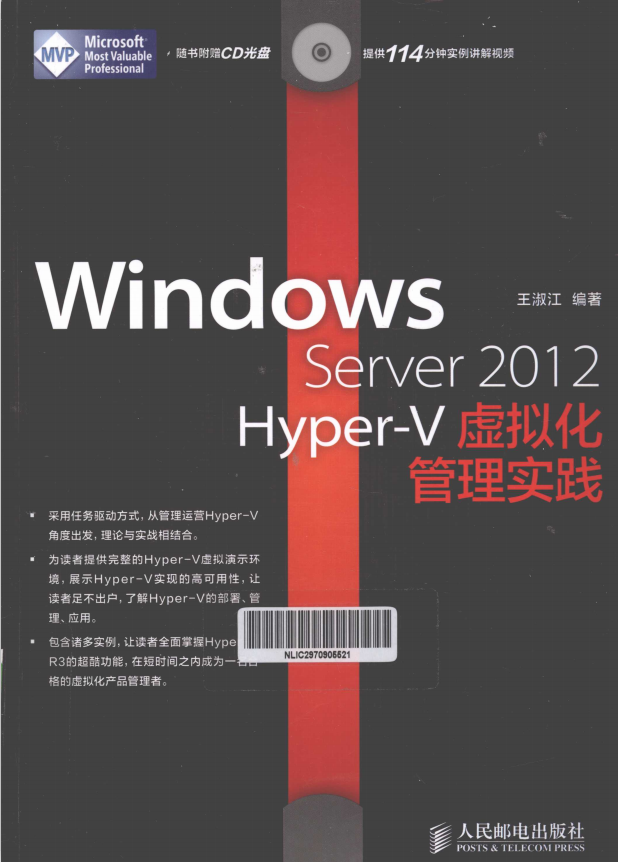 MVP
Microsoft®
Most Valuable
Professional
随书附赠CD光盘
提供114分钟实例讲解视频
Windows
王淑江 编著
Server 2012
Hyper-V 虚拟化
管理实践
采用任务驱动方式，从管理运营Hyper-V
角度出发，理论与实战相结合。
为读者提供完整的Hyper-V虚拟演示环
境，展示Hyper-V实现的高可用性，让
读者足不出户，了解Hyper-V的部署、管
理、应用。
包含诸多实例，让读者全面掌握Hype
R3的超酷功能，在短时间之内成为一名合
格的虚拟化产品管理者。
NLIC2970905521
人民邮电出版社
POSTS & TELECOM PRESS